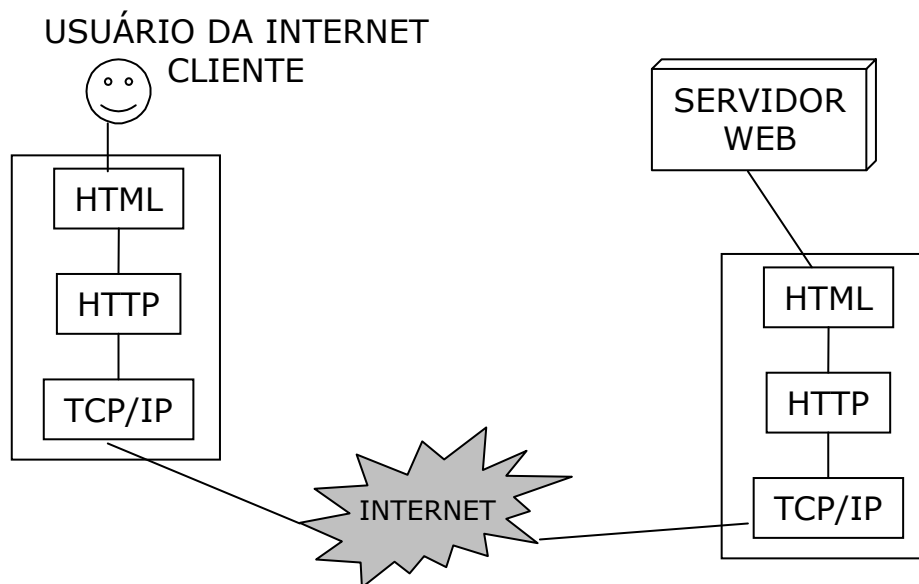 USUÁRIO DA INTERNET
CLIENTE
HTML
HTTP
TCP/IP
INTERNET
SERVIDOR
WEB
HTML
HTTP
TCP/IP